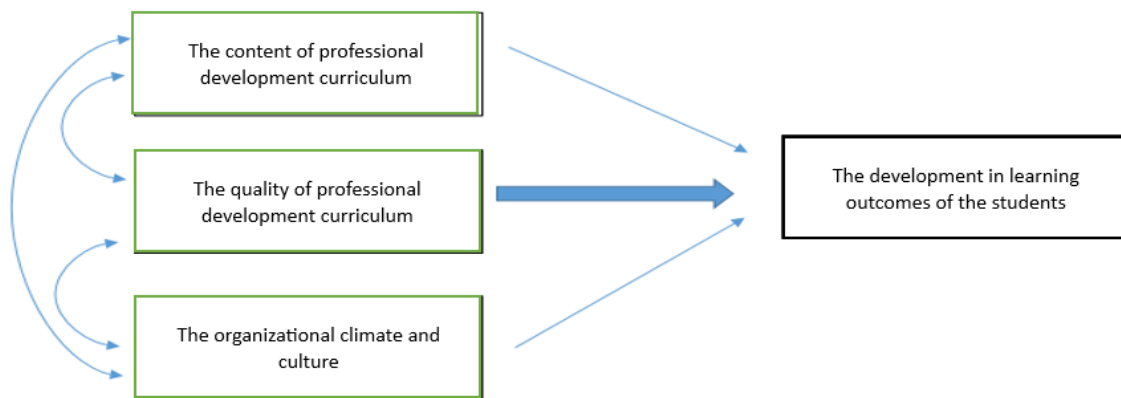 The content of professional
development curriculum
The quality of professional
development curriculum
The development in learning
outcomes of the students
The organizational climate and
culture